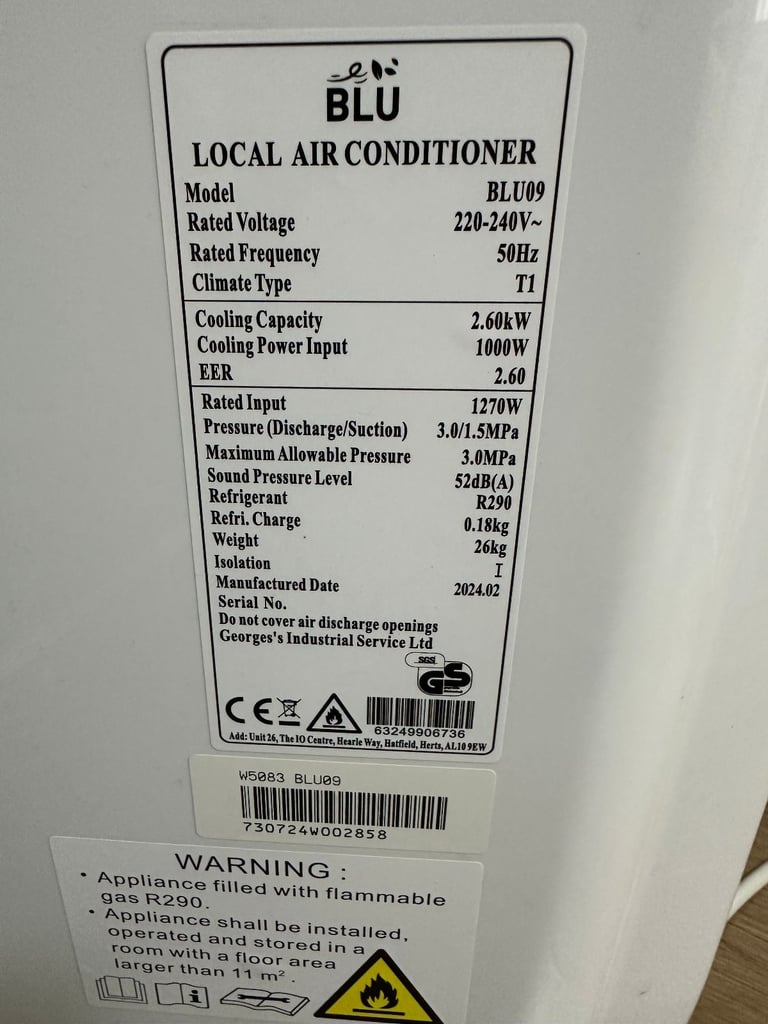 BLU
LOCAL AIR CONDITIONER
Model BLU09
Rated Voltage 220-240V~
Rated Frequency 50Hz
Climate Type T1
Cooling Capacity 2.60kW
Cooling Power Input 1000W
EER 2.60
Rated Input 1270W
Pressure (Discharge/Suction) 3.0/1.5MPa
Maximum Allowable Pressure 3.0MPa
Sound Pressure Level 52dB(A)
Refrigerant R290
Refri. Charge 0.18kg
Weight 26kg
Isolation I
Manufactured Date 2024.02
Serial No.
Do not cover air discharge openings
Georges's Industrial Service Ltd
SGS
GS
CE
63249906736
Add: Unit 26, The IO Centre, Hearle Way, Hatfield, Herts, AL10 9EW
W5083 BLU09
730724W002858
WARNING :
• Appliance filled with flammable
gas R290.
• Appliance shall be installed,
operated and stored in a
room with a floor area
larger than 11 m².